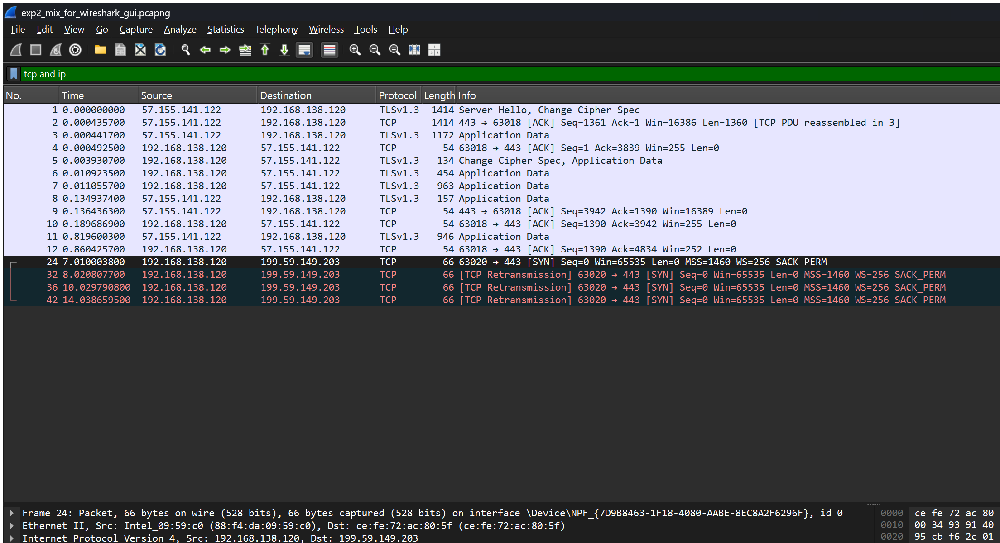 exp2_mix_for_wireshark_gui.pcapng
File Edit View Go Capture Analyze Statistics Telephony Wireless Tools Help
tcp and ip
No. Time Source Destination Protocol Length Info
1 0.000000000 57.155.141.122 192.168.138.120 TLSv1.3 1414 Server Hello, Change Cipher Spec
2 0.000435700 57.155.141.122 192.168.138.120 TCP 1414 443 → 63018 [ACK] Seq=1361 Ack=1 Win=16386 Len=1360 [TCP PDU reassembled in 3]
3 0.000441700 57.155.141.122 192.168.138.120 TLSv1.3 1172 Application Data
4 0.000492500 192.168.138.120 57.155.141.122 TCP 54 63018 → 443 [ACK] Seq=1 Ack=3839 Win=255 Len=0
5 0.003930700 192.168.138.120 57.155.141.122 TLSv1.3 134 Change Cipher Spec, Application Data
6 0.010923500 192.168.138.120 57.155.141.122 TLSv1.3 454 Application Data
7 0.011055700 192.168.138.120 57.155.141.122 TLSv1.3 963 Application Data
8 0.134937400 57.155.141.122 192.168.138.120 TLSv1.3 157 Application Data
9 0.136436300 57.155.141.122 192.168.138.120 TCP 54 443 → 63018 [ACK] Seq=3942 Ack=1390 Win=16389 Len=0
10 0.189686900 192.168.138.120 57.155.141.122 TCP 54 63018 → 443 [ACK] Seq=1390 Ack=3942 Win=255 Len=0
11 0.819600300 57.155.141.122 192.168.138.120 TLSv1.3 946 Application Data
12 0.860425700 192.168.138.120 57.155.141.122 TCP 54 63018 → 443 [ACK] Seq=1390 Ack=4834 Win=252 Len=0
24 7.010003800 192.168.138.120 199.59.149.203 TCP 66 63020 → 443 [SYN] Seq=0 Win=65535 Len=0 MSS=1460 WS=256 SACK_PERM
32 8.020807700 192.168.138.120 199.59.149.203 TCP 66 [TCP Retransmission] 63020 → 443 [SYN] Seq=0 Win=65535 Len=0 MSS=1460 WS=256 SACK_PERM
36 10.029790800 192.168.138.120 199.59.149.203 TCP 66 [TCP Retransmission] 63020 → 443 [SYN] Seq=0 Win=65535 Len=0 MSS=1460 WS=256 SACK_PERM
42 14.038659500 192.168.138.120 199.59.149.203 TCP 66 [TCP Retransmission] 63020 → 443 [SYN] Seq=0 Win=65535 Len=0 MSS=1460 WS=256 SACK_PERM
Frame 24: Packet, 66 bytes on wire (528 bits), 66 bytes captured (528 bits) on interface \Device\NPF_{7D9B8463-1F18-4080-AABE-8EC8A2F6296F}, id 0
Ethernet II, Src: Intel_09:59:c0 (88:f4:da:09:59:c0), Dst: ce:fe:72:ac:80:5f (ce:fe:72:ac:80:5f)
Internet Protocol Version 4, Src: 192.168.138.120, Dst: 199.59.149.203
0000 ce fe 72 ac 80
0010 00 34 93 91 40
0020 95 cb f6 2c 01